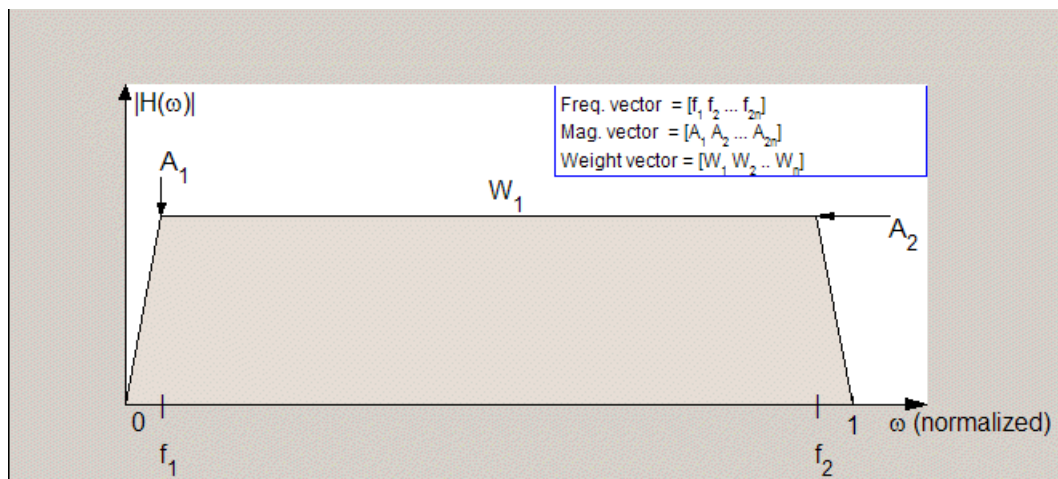 |H(ω)|
Freq. vector = [f₁ f₂ ... f₂ₙ]
Mag. vector = [A₁ A₂ ... A₂ₙ]
Weight vector = [W₁ W₂ .. Wₙ]
A₁
W₁
A₂
0
1
ω (normalized)
f₁
f₂